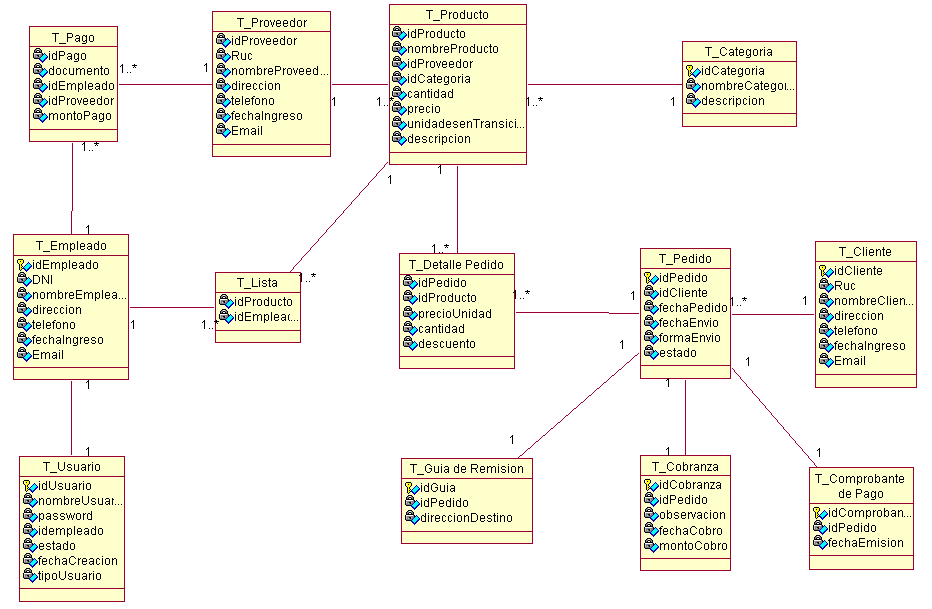 T_Pago
idPago
documento
idEmpleado
idProveedor
montoPago
1..*
1
1..*
T_Proveedor
idProveedor
Ruc
nombreProveed...
direccion
telefono
fechaIngreso
Email
1
1..*
T_Producto
idProducto
nombreProducto
idProveedor
idCategoria
cantidad
precio
unidadesenTransici...
descripcion
1..*
1
1
1
T_Categoria
idCategoria
nombreCatego...
descripcion
1
T_Empleado
idEmpleado
DNI
nombreEmplea...
direccion
telefono
fechaIngreso
Email
1
1..*
1
T_Lista
idProducto
idEmplead...
1..*
1..*
T_Detalle Pedido
idPedido
idProducto
precioUnidad
cantidad
descuento
1..*
1
T_Pedido
idPedido
idCliente
fechaPedido
fechaEnvio
formaEnvio
estado
1..*
1
T_Cliente
idCliente
Ruc
nombreClien...
direccion
telefono
fechaIngreso
Email
1
1
1
1
T_Usuario
idUsuario
nombreUsuar...
password
idempleado
estado
fechaCreacion
tipoUsuario
1
T_Guia de Remision
idGuia
idPedido
direccionDestino
1
T_Cobranza
idCobranza
idPedido
observacion
fechaCobro
montoCobro
1
T_Comprobante
de Pago
idComproban...
idPedido
fechaEmision